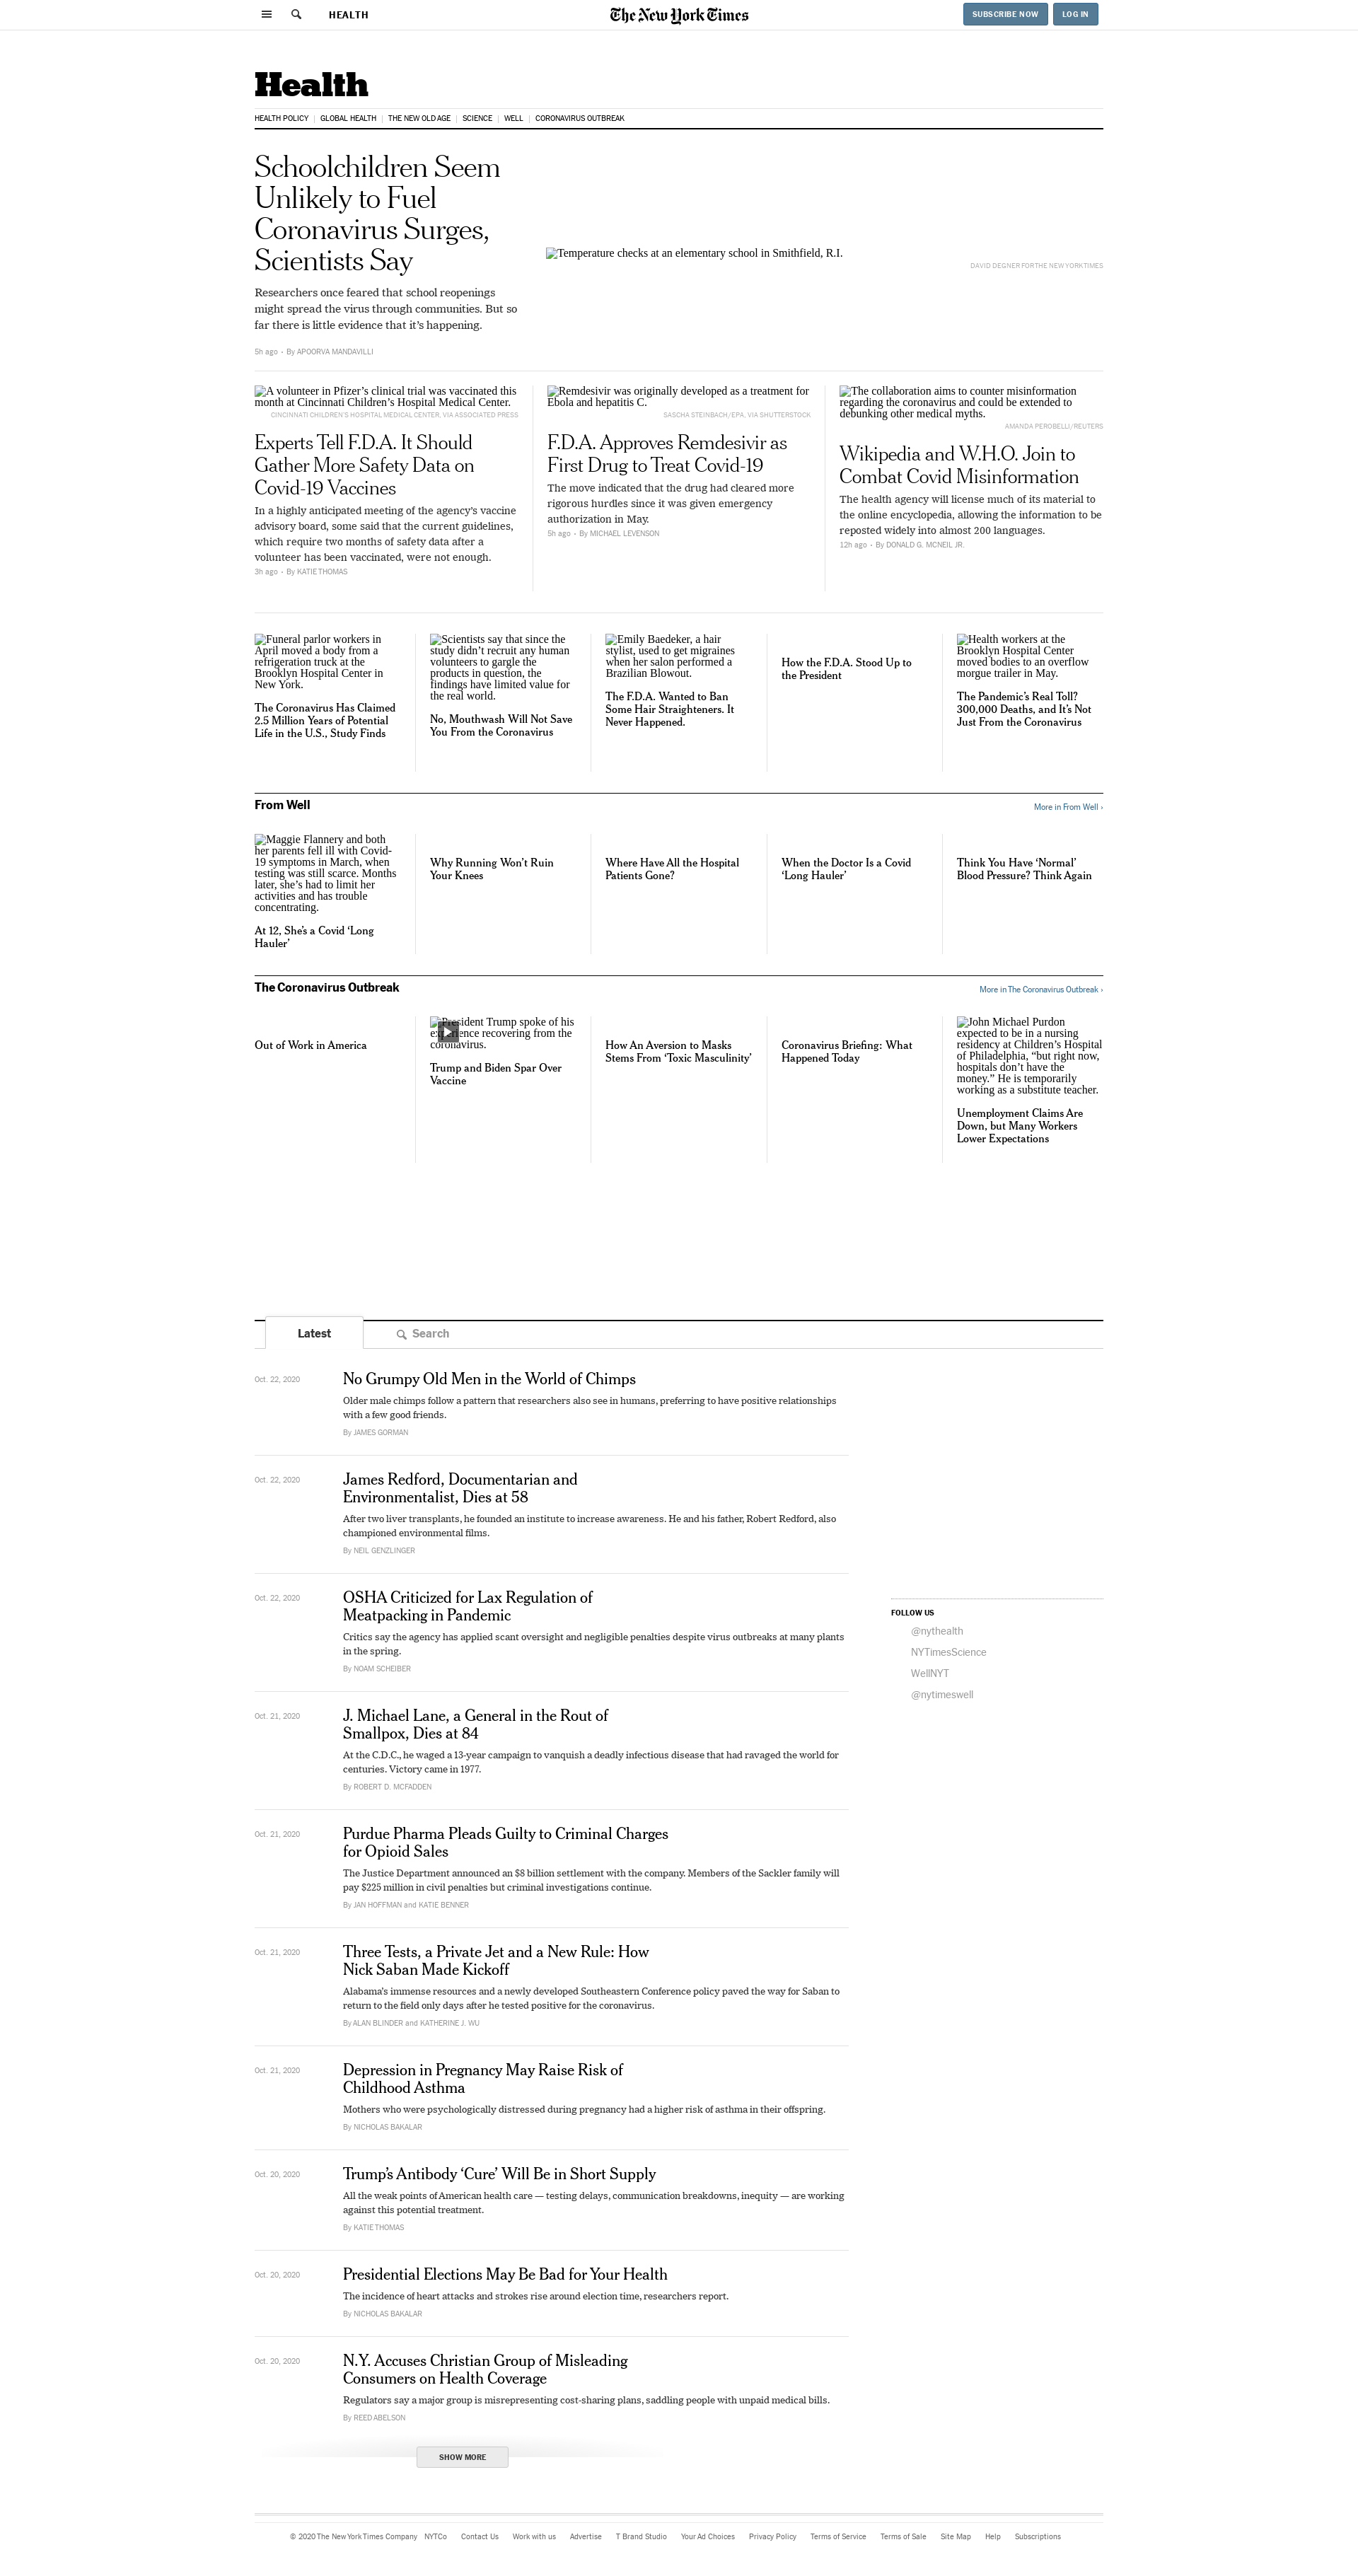 HEALTH
The New York Times
SUBSCRIBE NOW
LOG IN
Health
HEALTH POLICY
GLOBAL HEALTH
THE NEW OLD AGE
SCIENCE
WELL
CORONAVIRUS OUTBREAK
Schoolchildren Seem
Unlikely to Fuel
Coronavirus Surges,
Scientists Say
Researchers once feared that school reopenings
might spread the virus through communities. But so
far there is little evidence that it’s happening.
5h ago • By APOORVA MANDAVILLI
Temperature checks at an elementary school in Smithfield, R.I.
DAVID DEGNER FOR THE NEW YORK TIMES
A volunteer in Pfizer’s clinical trial was vaccinated this
month at Cincinnati Children’s Hospital Medical Center.
CINCINNATI CHILDREN'S HOSPITAL MEDICAL CENTER, VIA ASSOCIATED PRESS
Experts Tell F.D.A. It Should
Gather More Safety Data on
Covid-19 Vaccines
In a highly anticipated meeting of the agency’s vaccine
advisory board, some said that the current guidelines,
which require two months of safety data after a
volunteer has been vaccinated, were not enough.
3h ago • By KATIE THOMAS
Remdesivir was originally developed as a treatment for
Ebola and hepatitis C.
SASCHA STEINBACH/EPA, VIA SHUTTERSTOCK
F.D.A. Approves Remdesivir as
First Drug to Treat Covid-19
The move indicated that the drug had cleared more
rigorous hurdles since it was given emergency
authorization in May.
5h ago • By MICHAEL LEVENSON
The collaboration aims to counter misinformation
regarding the coronavirus and could be extended to
debunking other medical myths.
AMANDA PEROBELLI/REUTERS
Wikipedia and W.H.O. Join to
Combat Covid Misinformation
The health agency will license much of its material to
the online encyclopedia, allowing the information to be
reposted widely into almost 200 languages.
12h ago • By DONALD G. MCNEIL JR.
Funeral parlor workers in
April moved a body from a
refrigeration truck at the
Brooklyn Hospital Center in
New York.
The Coronavirus Has Claimed
2.5 Million Years of Potential
Life in the U.S., Study Finds
Scientists say that since the
study didn’t recruit any human
volunteers to gargle the
products in question, the
findings have limited value for
the real world.
No, Mouthwash Will Not Save
You From the Coronavirus
Emily Baedeker, a hair
stylist, used to get migraines
when her salon performed a
Brazilian Blowout.
The F.D.A. Wanted to Ban
Some Hair Straighteners. It
Never Happened.
How the F.D.A. Stood Up to
the President
Health workers at the
Brooklyn Hospital Center
moved bodies to an overflow
morgue trailer in May.
The Pandemic’s Real Toll?
300,000 Deaths, and It’s Not
Just From the Coronavirus
From Well
More in From Well ›
Maggie Flannery and both
her parents fell ill with Covid-
19 symptoms in March, when
testing was still scarce. Months
later, she’s had to limit her
activities and has trouble
concentrating.
At 12, She’s a Covid ‘Long
Hauler’
Why Running Won’t Ruin
Your Knees
Where Have All the Hospital
Patients Gone?
When the Doctor Is a Covid
‘Long Hauler’
Think You Have ‘Normal’
Blood Pressure? Think Again
The Coronavirus Outbreak
More in The Coronavirus Outbreak ›
Out of Work in America
President Trump spoke of his
experience recovering from the
coronavirus.
Trump and Biden Spar Over
Vaccine
How An Aversion to Masks
Stems From ‘Toxic Masculinity’
Coronavirus Briefing: What
Happened Today
John Michael Purdon
expected to be in a nursing
residency at Children’s Hospital
of Philadelphia, “but right now,
hospitals don’t have the
money.” He is temporarily
working as a substitute teacher.
Unemployment Claims Are
Down, but Many Workers
Lower Expectations
Latest
Search
Oct. 22, 2020
No Grumpy Old Men in the World of Chimps
Older male chimps follow a pattern that researchers also see in humans, preferring to have positive relationships
with a few good friends.
By JAMES GORMAN
Oct. 22, 2020
James Redford, Documentarian and
Environmentalist, Dies at 58
After two liver transplants, he founded an institute to increase awareness. He and his father, Robert Redford, also
championed environmental films.
By NEIL GENZLINGER
Oct. 22, 2020
OSHA Criticized for Lax Regulation of
Meatpacking in Pandemic
Critics say the agency has applied scant oversight and negligible penalties despite virus outbreaks at many plants
in the spring.
By NOAM SCHEIBER
FOLLOW US
@nythealth
NYTimesScience
WellNYT
@nytimeswell
Oct. 21, 2020
J. Michael Lane, a General in the Rout of
Smallpox, Dies at 84
At the C.D.C., he waged a 13-year campaign to vanquish a deadly infectious disease that had ravaged the world for
centuries. Victory came in 1977.
By ROBERT D. MCFADDEN
Oct. 21, 2020
Purdue Pharma Pleads Guilty to Criminal Charges
for Opioid Sales
The Justice Department announced an $8 billion settlement with the company. Members of the Sackler family will
pay $225 million in civil penalties but criminal investigations continue.
By JAN HOFFMAN and KATIE BENNER
Oct. 21, 2020
Three Tests, a Private Jet and a New Rule: How
Nick Saban Made Kickoff
Alabama’s immense resources and a newly developed Southeastern Conference policy paved the way for Saban to
return to the field only days after he tested positive for the coronavirus.
By ALAN BLINDER and KATHERINE J. WU
Oct. 21, 2020
Depression in Pregnancy May Raise Risk of
Childhood Asthma
Mothers who were psychologically distressed during pregnancy had a higher risk of asthma in their offspring.
By NICHOLAS BAKALAR
Oct. 20, 2020
Trump’s Antibody ‘Cure’ Will Be in Short Supply
All the weak points of American health care — testing delays, communication breakdowns, inequity — are working
against this potential treatment.
By KATIE THOMAS
Oct. 20, 2020
Presidential Elections May Be Bad for Your Health
The incidence of heart attacks and strokes rise around election time, researchers report.
By NICHOLAS BAKALAR
Oct. 20, 2020
N.Y. Accuses Christian Group of Misleading
Consumers on Health Coverage
Regulators say a major group is misrepresenting cost-sharing plans, saddling people with unpaid medical bills.
By REED ABELSON
SHOW MORE
© 2020 The New York Times Company NYTCo Contact Us Work with us Advertise T Brand Studio Your Ad Choices Privacy Policy Terms of Service Terms of Sale Site Map Help Subscriptions